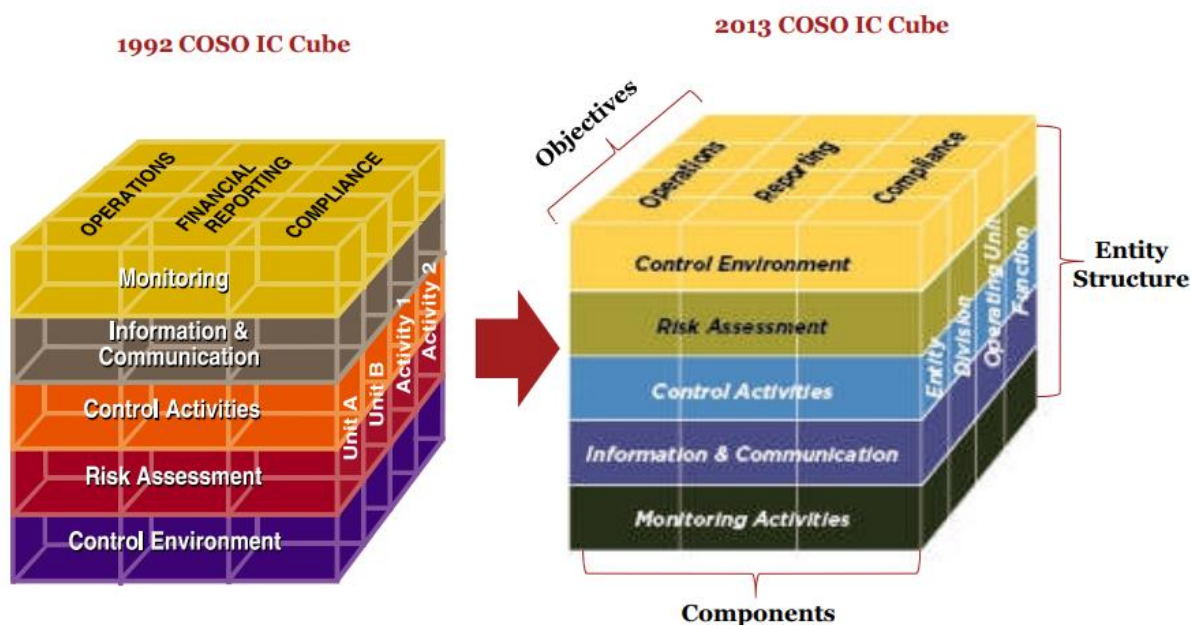 1992 COSO IC Cube
OPERATIONS
FINANCIAL
REPORTING
COMPLIANCE
Monitoring
Information &
Communication
Control Activities
Risk Assessment
Control Environment
Unit A
Unit B
Activity 1
Activity 2
2013 COSO IC Cube
Objectives
Operations
Reporting
Compliance
Control Environment
Risk Assessment
Control Activities
Information & Communication
Monitoring Activities
Entity
Division
Operating Unit
Function
Entity
Structure
Components